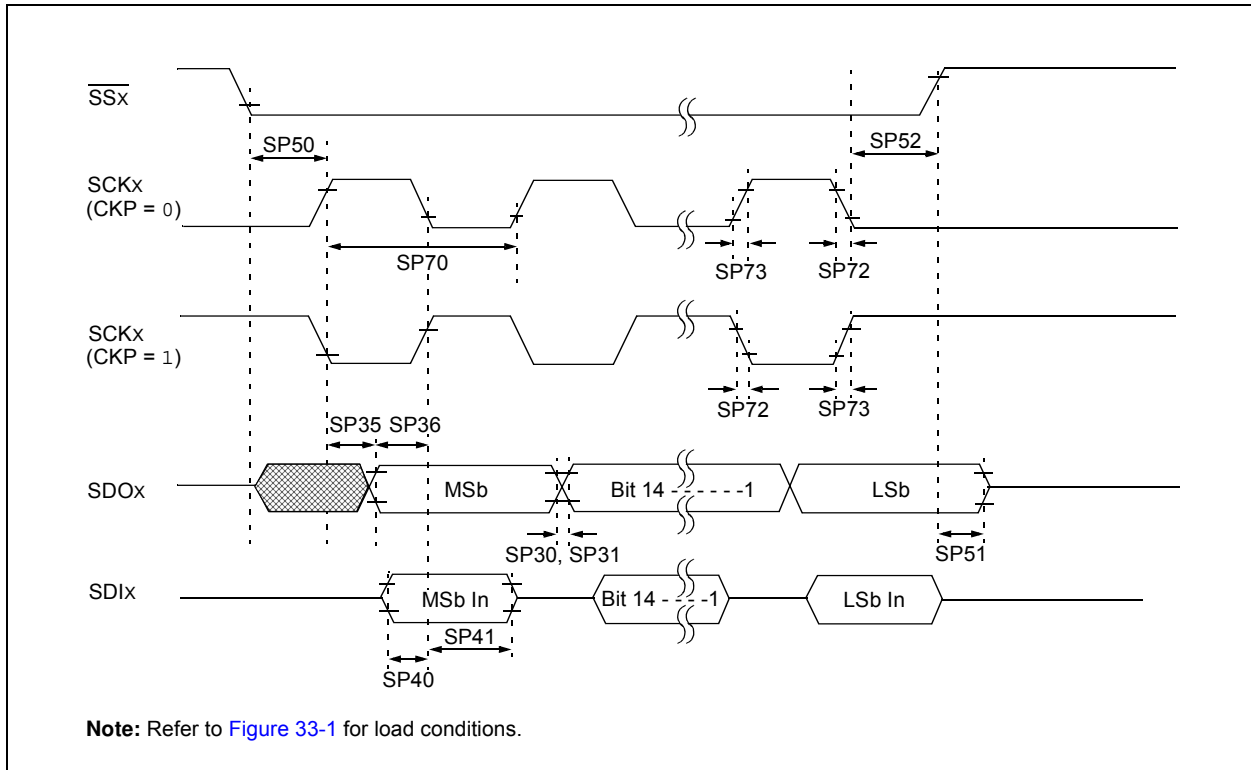 SSx
SP50
SP52
SCKx
(CKP = 0)
SP70
SP73
SP72
SCKx
(CKP = 1)
SP72
SP73
SP35
SP36
SDOx
MSb
Bit 14 - - - - - -1
LSb
SP30, SP31
SP51
SDIx
MSb In
Bit 14 - - - -1
LSb In
SP41
SP40
Note: Refer to Figure 33-1 for load conditions.